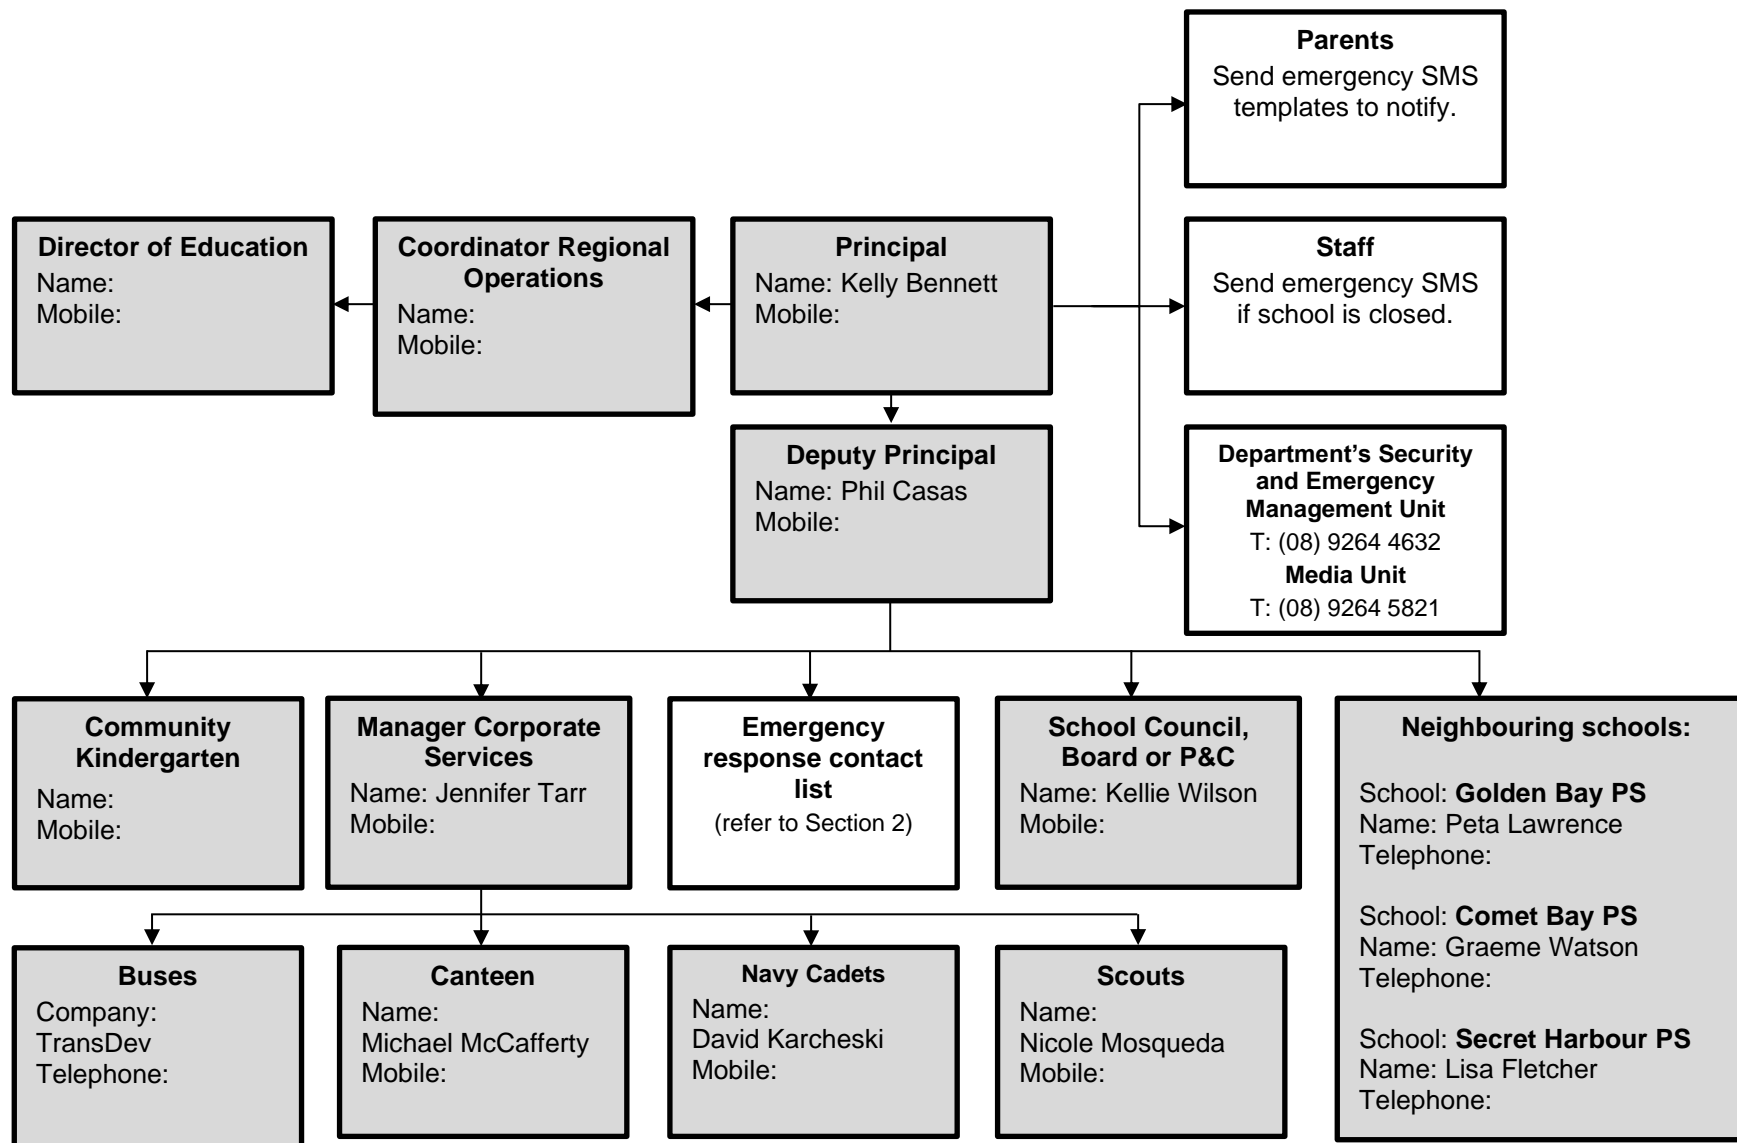 Parents
Send emergency SMS
templates to notify.
Director of Education
Name:
Mobile:
Coordinator Regional
Operations
Name:
Mobile:
Principal
Name: Kelly Bennett
Mobile:
Staff
Send emergency SMS
if school is closed.
Deputy Principal
Name: Phil Casas
Mobile:
Department's Security
and Emergency
Management Unit
T: (08) 9264 4632
Media Unit
T: (08) 9264 5821
Community
Kindergarten
Name:
Mobile:
Manager Corporate
Services
Name: Jennifer Tarr
Mobile:
Emergency
response contact
list
(refer to Section 2)
School Council,
Board or P&C
Name: Kellie Wilson
Mobile:
Neighbouring schools:
School: Golden Bay PS
Name: Peta Lawrence
Telephone:
School: Comet Bay PS
Name: Graeme Watson
Telephone:
School: Secret Harbour PS
Name: Lisa Fletcher
Telephone:
Buses
Company:
TransDev
Telephone:
Canteen
Name:
Michael McCafferty
Mobile:
Navy Cadets
Name:
David Karcheski
Mobile:
Scouts
Name:
Nicole Mosqueda
Mobile: